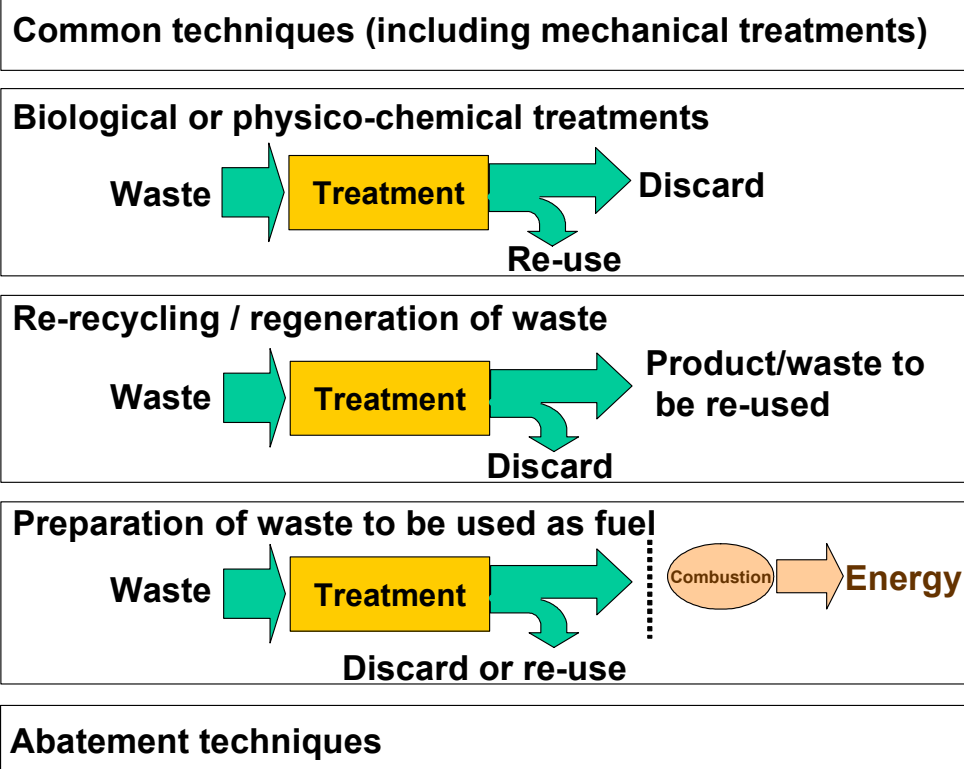 Common techniques (including mechanical treatments)
Biological or physico-chemical treatments
Waste
Treatment
Discard
Re-use
Re-recycling / regeneration of waste
Waste
Treatment
Product/waste to
be re-used
Discard
Preparation of waste to be used as fuel
Waste
Treatment
Combustion
Energy
Discard or re-use
Abatement techniques